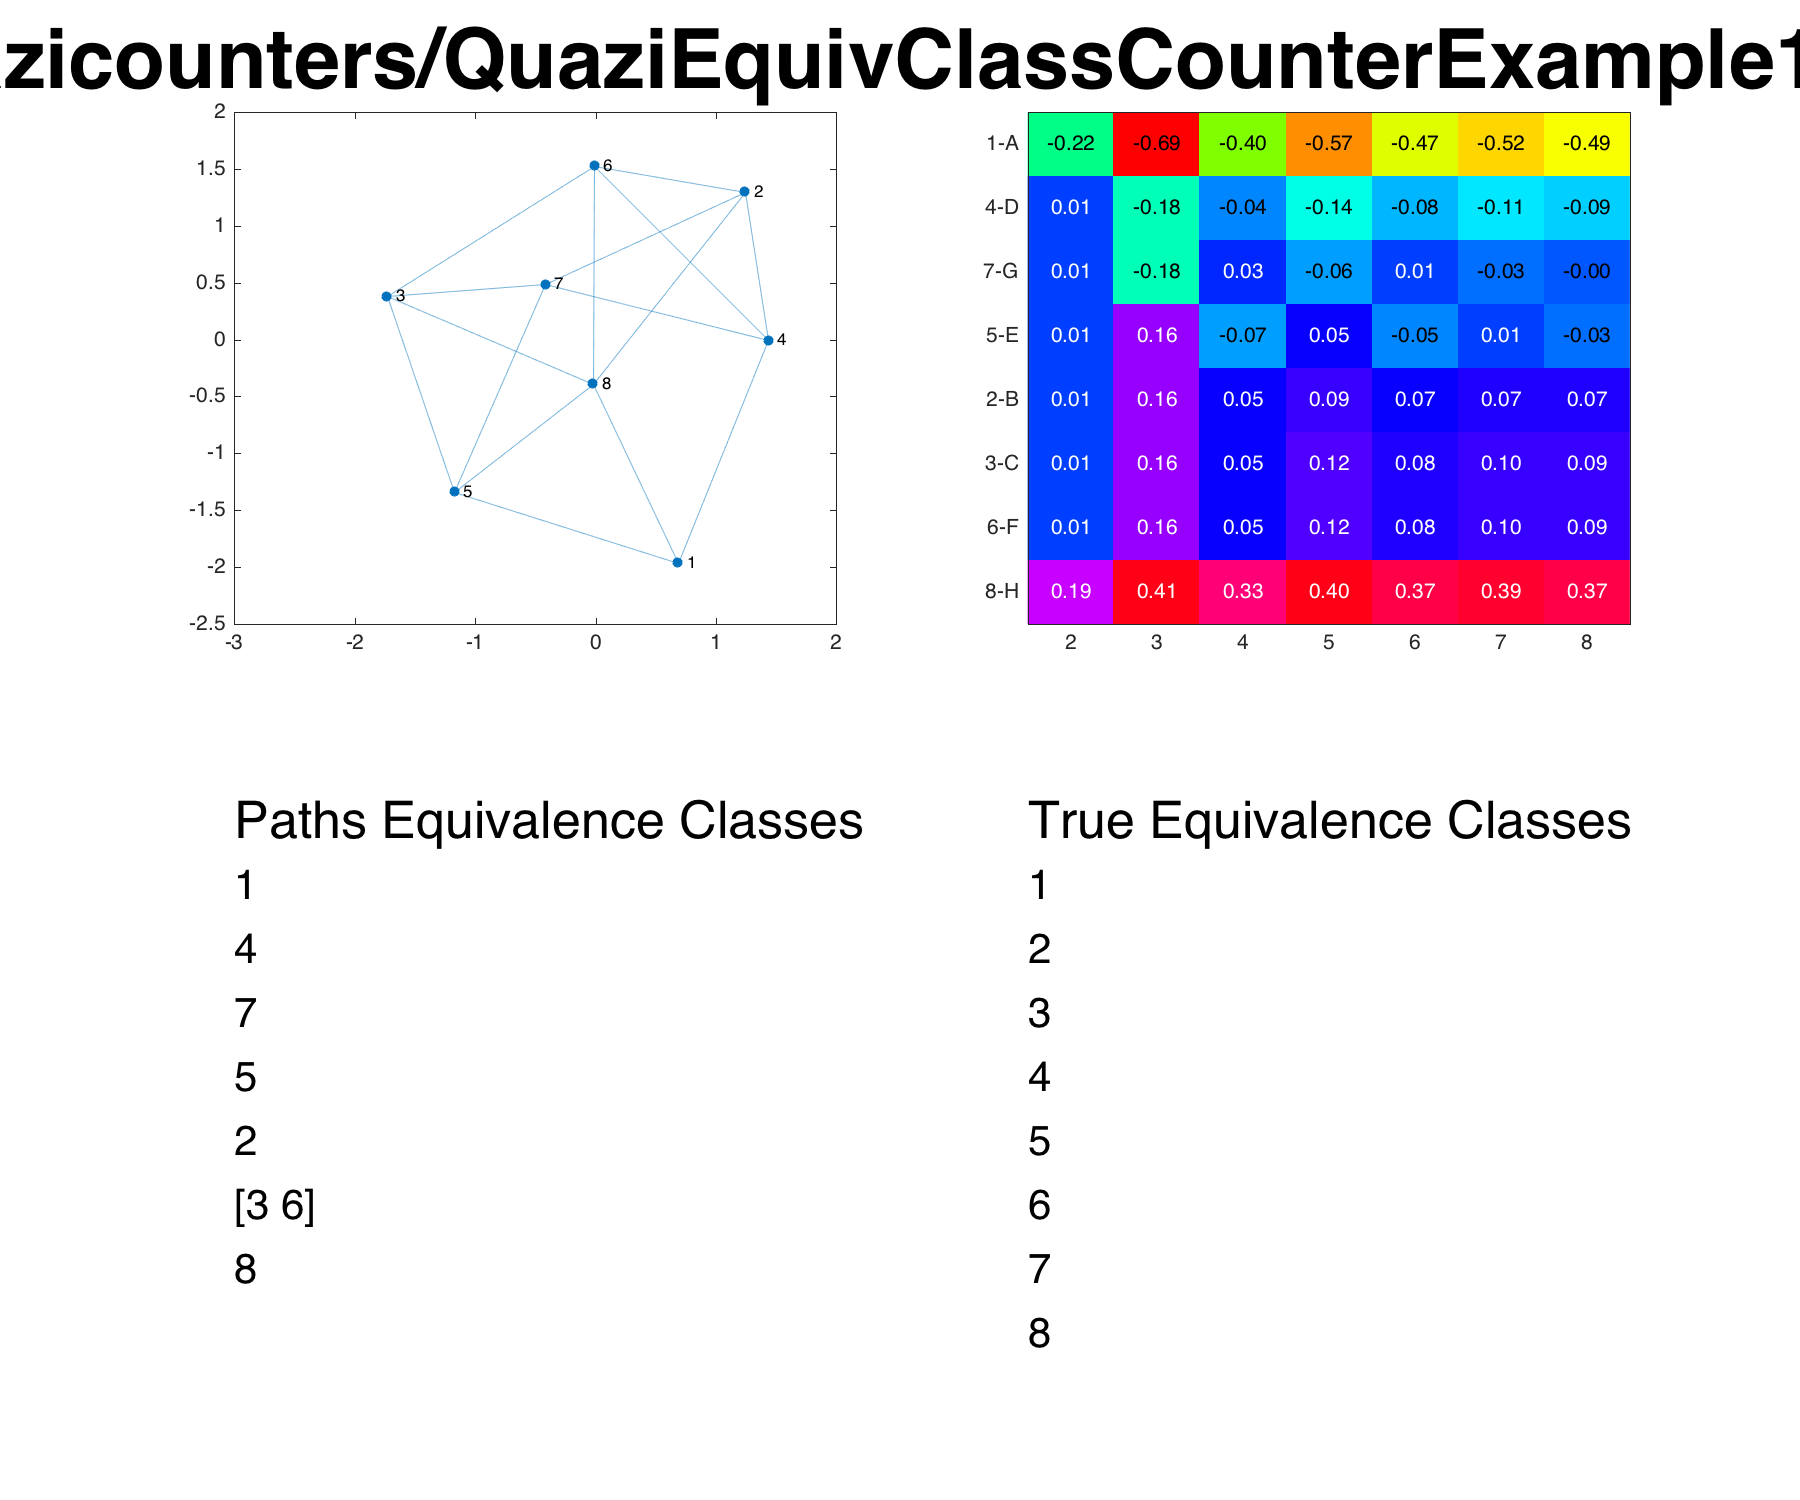 zicounters/QuaziEquivClassCounterExample1
2
1.5
1
0.5
0
-0.5
-1
-1.5
-2
-2.5
-3 -2 -1 0 1 2
6
2
7
3
4
8
5
1
1-A -0.22 -0.69 -0.40 -0.57 -0.47 -0.52 -0.49
4-D 0.01 -0.18 -0.04 -0.14 -0.08 -0.11 -0.09
7-G 0.01 -0.18 0.03 -0.06 0.01 -0.03 -0.00
5-E 0.01 0.16 -0.07 0.05 -0.05 0.01 -0.03
2-B 0.01 0.16 0.05 0.09 0.07 0.07 0.07
3-C 0.01 0.16 0.05 0.12 0.08 0.10 0.09
6-F 0.01 0.16 0.05 0.12 0.08 0.10 0.09
8-H 0.19 0.41 0.33 0.40 0.37 0.39 0.37
2 3 4 5 6 7 8
Paths Equivalence Classes
1
4
7
5
2
[3 6]
8
True Equivalence Classes
1
2
3
4
5
6
7
8